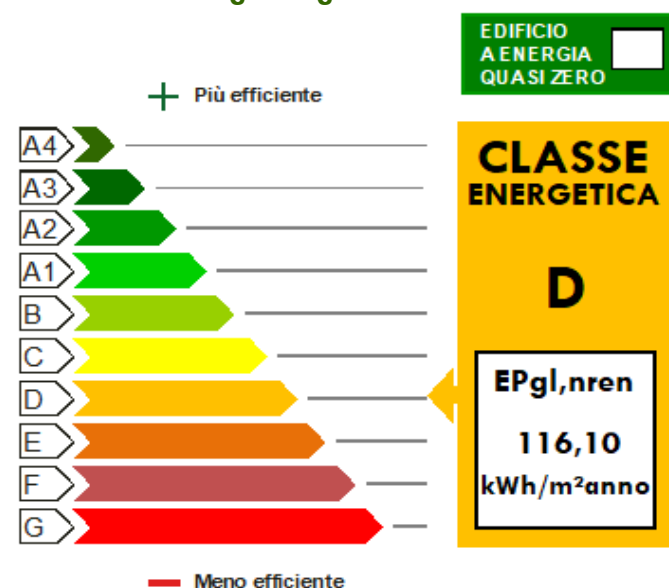 EDIFICIO
A ENERGIA
QUASI ZERO
Più efficiente
A4
A3
A2
A1
B
C
D
E
F
G
Meno efficiente
CLASSE
ENERGETICA
D
EPgl,nren
116,10
kWh/m²anno